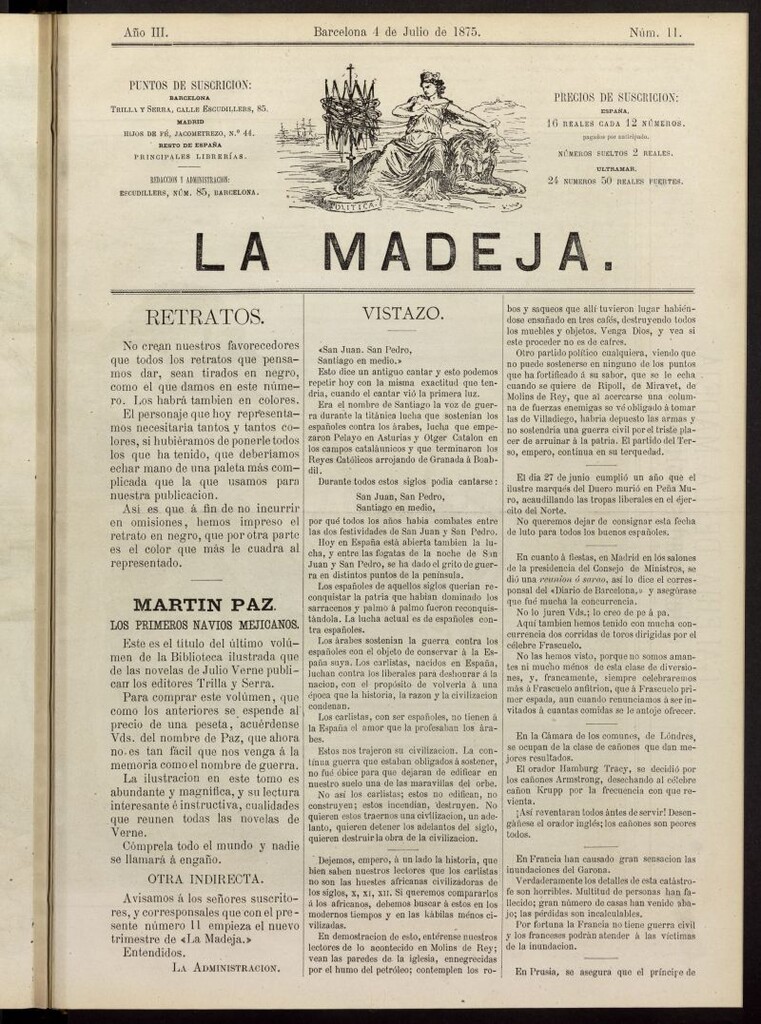 Año III.
Barcelona 4 de Julio de 1875.
Núm. 11.
PUNTOS DE SUSCRICION:
BARCELONA
TRILLA Y SERRA, CALLE ESCUDILLERS, 85.
MADRID
HIJOS DE FÉ, JACOMETREZO, N.º 44.
RESTO DE ESPAÑA
PRINCIPALES LIBRERÍAS.
REDACCION Y ADMINISTRACION:
ESCUDILLERS, NÚM. 85, BARCELONA.
POLITICA
PRECIOS DE SUSCRICION:
ESPAÑA.
16 REALES CADA 12 NÚMEROS.
pagados por anticipado.
NÚMEROS SUELTOS 2 REALES.
ULTRAMAR.
24 NUMEROS 50 REALES FUERTES.
LA MADEJA.
RETRATOS.
No crean nuestros favorecedores
que todos los retratos que pensa-
mos dar, sean tirados en negro,
como el que damos en este núme-
ro. Los habrá tambien en colores.
El personaje que hoy representa-
mos necesitaria tantos y tantos co-
lores, si hubiéramos de ponerle todos
los que ha tenido, que deberiamos
echar mano de una paleta más com-
plicada que la que usamos para
nuestra publicacion.
Asi es que á fin de no incurrir
en omisiones, hemos impreso el
retrato en negro, que por otra parte
es el color que más le cuadra al
representado.
MARTIN PAZ.
LOS PRIMEROS NAVIOS MEJICANOS.
Este es el titulo del último volú-
men de la Biblioteca ilustrada que
de las novelas de Julio Verne publi-
can los editores Trilla y Serra.
Para comprar este volúmen, que
como los anteriores se espende al
precio de una peseta, acuérdense
Vds. del nombre de Paz, que ahora
no es tan fácil que nos venga á la
memoria como el nombre de guerra.
La ilustracion en este tomo es
abundante y magnífica, y su lectura
interesante é instructiva, cualidades
que reunen todas las novelas de
Verne.
Cómprela todo el mundo y nadie
se llamará á engaño.
OTRA INDIRECTA.
Avisamos á los señores suscrito-
res, y corresponsales que con el pre-
sente número 11 empieza el nuevo
trimestre de «La Madeja.»
Entendidos.
LA ADMINISTRACION.
VISTAZO.
«San Juan. San Pedro,
Santiago en medio.»
Esto dice un antiguo cantar y esto podemos
repetir hoy con la misma exactitud que ten-
dria, cuando el cantar vió la primera luz.
Era el nombre de Santiago la voz de guer-
ra durante la titánica lucha que sostenian los
españoles contra los árabes, lucha que empe-
zaron Pelayo en Asturias y Otger Catalon en
los campos catalánnicos y que terminaron los
Reyes Católicos arrojando de Granada á Boab-
dil.
Durante todos estos siglos podia cantarse:
San Juan, San Pedro,
Santiago en medio,
por qué todos los años habia combates entre
las dos festividades de San Juan y San Pedro.
Hoy en España está abierta tambien la lu-
cha, y entre las fogatas de la noche de San
Juan y San Pedro, se ha dado el grito de guer-
ra en distintos puntos de la península.
Los españoles de aquellos siglos querian re-
conquistar la patria que habian dominado los
sarracenos y palmo á palmo fueron reconquis-
tándola. La lucha actual es de españoles con-
tra españoles.
Los árabes sostenian la guerra contra los
españoles con el objeto de conservar á la Es-
paña suya. Los carlistas, nacidos en España,
luchan contra los liberales para deshonrar á la
nacion, con el propósito de volverla á una
época que la historia, la razon y la civilizacion
condenan.
Los carlistas, con ser españoles, no tienen á
la España el amor que la profesaban los ára-
bes.
Estos nos trajeron su civilizacion. La con-
tínua guerra que estaban obligados á sostener,
no fué óbice para que dejaran de edificar en
nuestro suelo una de las maravillas del orbe.
No así los carlistas; estos no edifican, no
construyen; estos incendian, destruyen. No
quieren estos traernos una civilizacion, un ade-
lanto, quieren detener los adelantos del siglo,
quieren destruir la obra de la civilizacion.
Dejemos, empero, á un lado la historia, que
bien saben nuestros lectores que los carlistas
no son las huestes africanas civilizadoras de
los siglos, X, XI, XII. Si queremos compararlos
á los africanos, debemos buscar á estos en los
modernos tiempos y en las kábilas ménos ci-
vilizadas.
En demostracion de esto, entérense nuestros
lectores de lo acontecido en Molins de Rey;
vean las paredes de la iglesia, ennegrecidas
por el humo del petróleo; contemplen los ro-
bos y saqueos que allí tuvieron lugar habién-
dose ensañado en tres cafés, destruyendo todos
los muebles y objetos. Venga Dios, y vea si
este proceder no es de cafres.
Otro partido político cualquiera, viendo que
no puede sostenerse en ninguno de los puntos
que ha fortificado á su sabor, que se le echa
cuando se quiere de Ripoll, de Miravet, de
Molins de Rey, que al acercarse una colum-
na de fuerzas enemigas se vé obligado á tomar
las de Villadiego, habria depuesto las armas y
no sostendria una guerra civil por el triste pla-
cer de arruinar á la patria. El partido del Ter-
so, empero, continua en su terquedad.
El dia 27 de junio cumplió un año que el
ilustre marqués del Duero murió en Peña Mu-
ro, acaudillando las tropas liberales en el ejér-
cito del Norte.
No queremos dejar de consignar esta fecha
de luto para todos los buenos españoles.
En cuanto á fiestas, en Madrid en los salones
de la presidencia del Consejo de Ministros, se
dió una reunion ó sarao, así lo dice el corres-
ponsal del «Diario de Barcelona,» y asegúrase
que fué mucha la concurrencia.
No lo juren Vds.; lo creo de pé á pa.
Aquí tambien hemos tenido con mucha con-
currencia dos corridas de toros dirigidas por el
célebre Frascuelo.
No las hemos visto, porque no somos aman-
tes ni mucho ménos de esta clase de diversio-
nes, y, francamente, siempre celebraremos
más á Frascuelo anfitrion, que á Frascuelo pri-
mer espada, aun cuando renunciamos á ser in-
vitados á cuantas comidas se le antoje ofrecer.
En la Cámara de los comunes, de Lóndres,
se ocupan de la clase de cañones que dan me-
jores resultados.
El orador Hamburg Tracy, se decidió por
los cañones Armstrong, desechando al célebre
cañon Krupp por la frecuencia con que re-
vienta.
¡Así reventaran todos ántes de servir! Desen-
gáñese el orador inglés; los cañones son peores
todos.
En Francia han causado gran sensacion las
inundaciones del Garona.
Verdaderamente los detalles de esta catástro-
fe son horribles. Multitud de personas han fa-
llecido; gran número de casas han venido aba-
jo; las pérdidas son incalculables.
Por fortuna la Francia no tiene guerra civil
y los franceses podrán atender á las víctimas
de la inundacion.
En Prusia, se asegura que el príncipe de